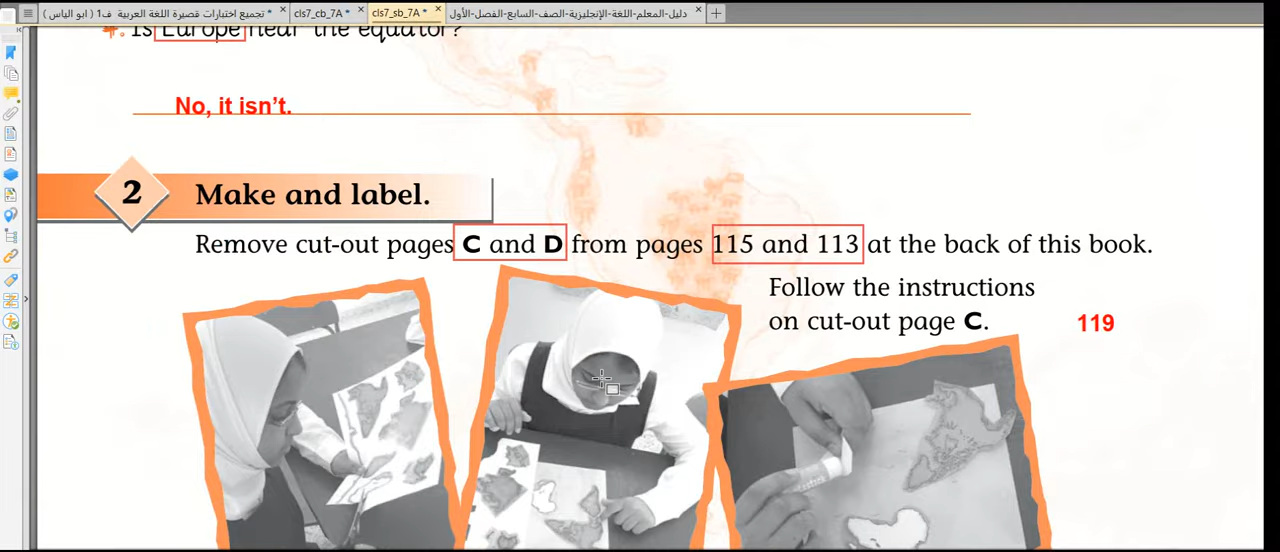 تجميع اختبارات قصيرة اللغة العربية ف1 ( ابو الياس ) *
cls7_cb_7A *
cls7_sb_7A *
دليل-المعلم-اللغة-الإنجليزية-الصف-السابع-الفصل-الأول
4. Is Europe near the equator?
No, it isn't.
2 Make and label.
Remove cut-out pages C and D from pages 115 and 113 at the back of this book.
Follow the instructions
on cut-out page C. 119